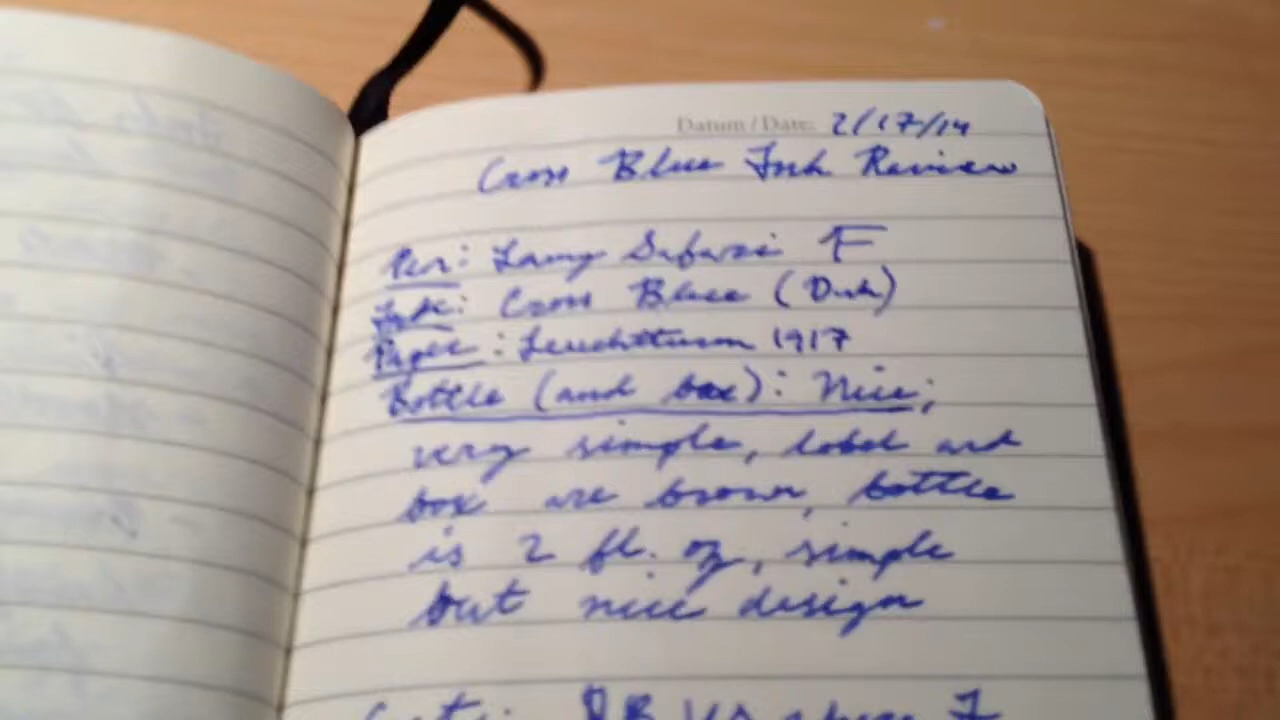 Datum / Date: 2/17/14
Cross Blue Ink Review
Pen: Lamy Safari F
Ink: Cross Blue (Duh)
Paper: Leuchtturm 1917
Bottle (and box): Nice;
very simple, label and
box are brown, bottle
is 2 fl. oz, simple
but nice design